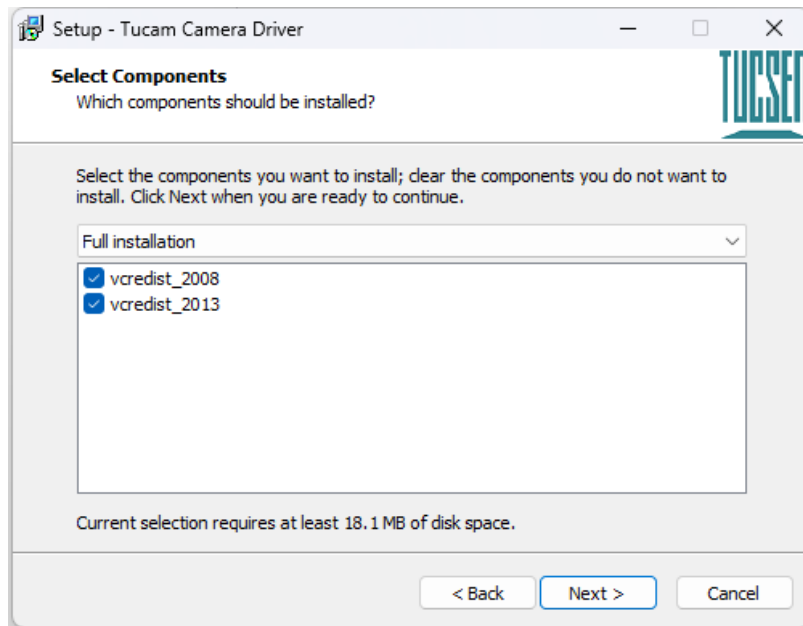 Setup - Tucam Camera Driver
Select Components
Which components should be installed?
TUCSEN
Select the components you want to install; clear the components you do not want to
install. Click Next when you are ready to continue.
Full installation
vcredist_2008
vcredist_2013
Current selection requires at least 18.1 MB of disk space.
< Back
Next >
Cancel